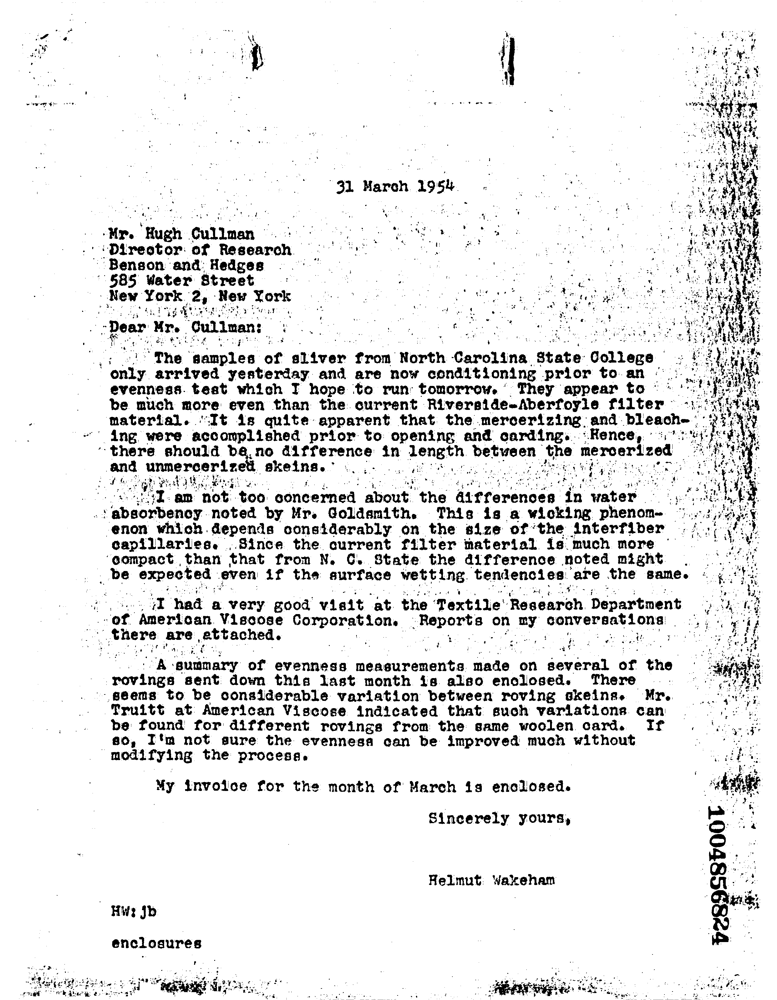 31 March 1954
Mr. Hugh Cullman
Director of Research
Benson and Hedges
585 Water Street
New York 2, New York
Dear Mr. Cullman:
The samples of sliver from North Carolina State College
only arrived yesterday and are now conditioning prior to an
evenness test which I hope to run tomorrow. They appear to
be much more even than the current Riverside-Aberfoyle filter
material. It is quite apparent that the mercerizing and bleach-
ing were accomplished prior to opening and carding. Hence,
there should be no difference in length between the mercerized
and unmercerized skeins.
I am not too concerned about the differences in water
absorbency noted by Mr. Goldsmith. This is a wicking phenom-
enon which depends considerably on the size of the interfiber
capillaries. Since the current filter material is much more
compact than that from N. C. State the difference noted might
be expected even if the surface wetting tendencies are the same.
I had a very good visit at the Textile Research Department
of American Viscose Corporation. Reports on my conversations
there are attached.
A summary of evenness measurements made on several of the
rovings sent down this last month is also enclosed. There
seems to be considerable variation between roving skeins. Mr.
Truitt at American Viscose indicated that such variations can
be found for different rovings from the same woolen card. If
so, I'm not sure the evenness can be improved much without
modifying the process.
My invoice for the month of March is enclosed.
Sincerely yours,
Helmut Wakeham
HW:jb
enclosures
1004856824